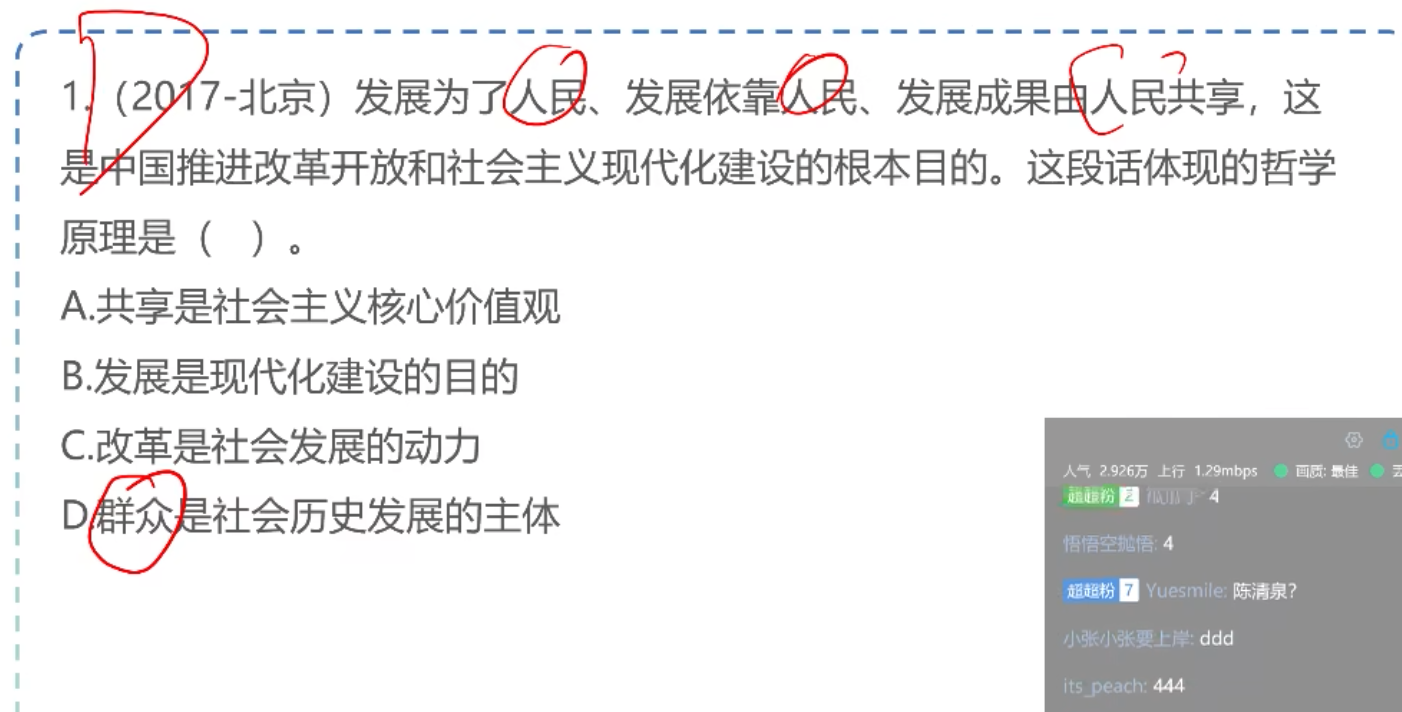 1.（2017-北京）发展为了人民、发展依靠人民、发展成果由人民共享，这
是中国推进改革开放和社会主义现代化建设的根本目的。这段话体现的哲学
原理是（ ）。
A.共享是社会主义核心价值观
B.发展是现代化建设的目的
C.改革是社会发展的动力
D.群众是社会历史发展的主体
人气 2.926万 上行 1.29mbps 画质: 最佳
超超粉 2 4
悟悟空抛悟: 4
超超粉 7 Yuesmile: 陈清泉?
小张小张要上岸: ddd
its_peach: 444